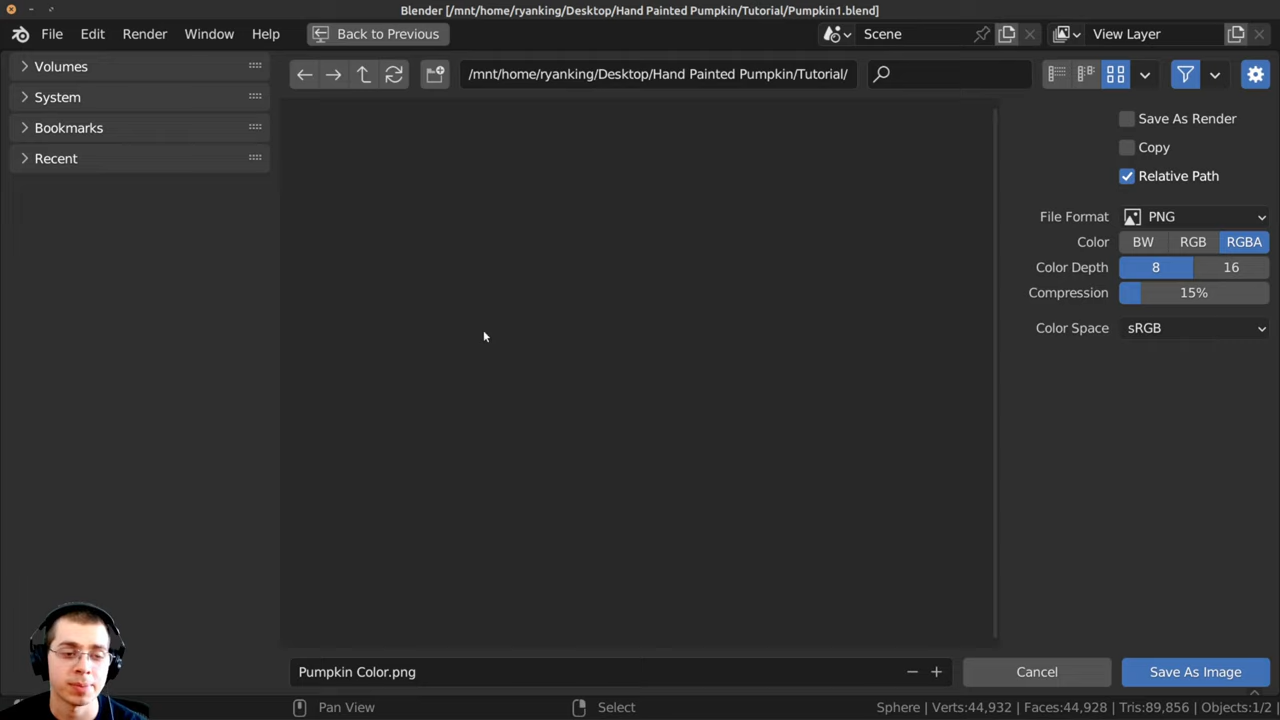 Blender [/mnt/home/ryanking/Desktop/Hand Painted Pumpkin/Tutorial/Pumpkin1.blend]
File Edit Render Window Help Back to Previous Scene View Layer
Volumes
System
Bookmarks
Recent
/mnt/home/ryanking/Desktop/Hand Painted Pumpkin/Tutorial/
Save As Render
Copy
Relative Path
File Format PNG
Color BW RGB RGBA
Color Depth 8 16
Compression 15%
Color Space sRGB
Pumpkin Color.png Cancel Save As Image
Pan View Select Sphere | Verts:44,932 | Faces:44,928 | Tris:89,856 | Objects:1/2